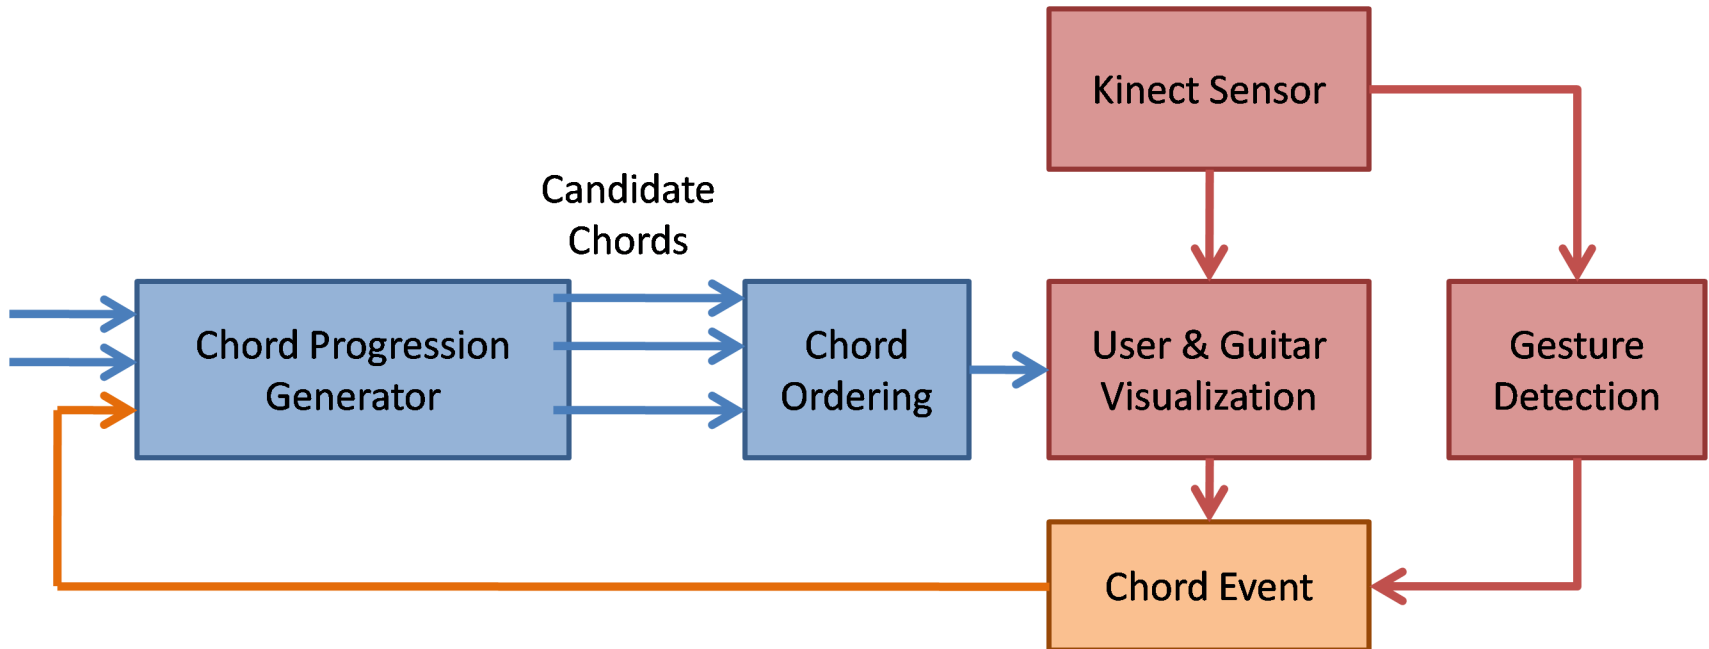 Kinect Sensor
Candidate
Chords
Chord Progression
Generator
Chord
Ordering
User & Guitar
Visualization
Gesture
Detection
Chord Event